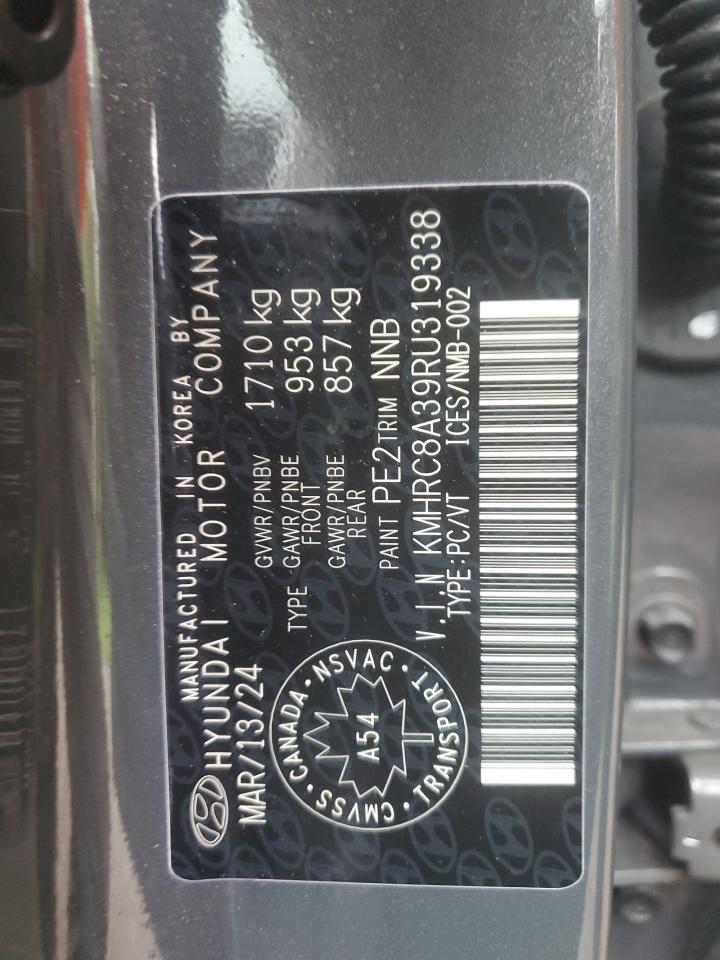 MANUFACTURED IN KOREA BY
HYUNDAI MOTOR COMPANY
MAR/13/24
GVWR/PNBV 1710 kg
TYPE GAWR/PNBE FRONT 953 kg
GAWR/PNBE REAR 857 kg
PAINT PE2 TRIM NNB
V.I.N KMHRC8A39RU319338
TYPE:PC/VT ICES/NMB-002
CANADA • NSVAC • TRANSPORT • CMVSS •
A54